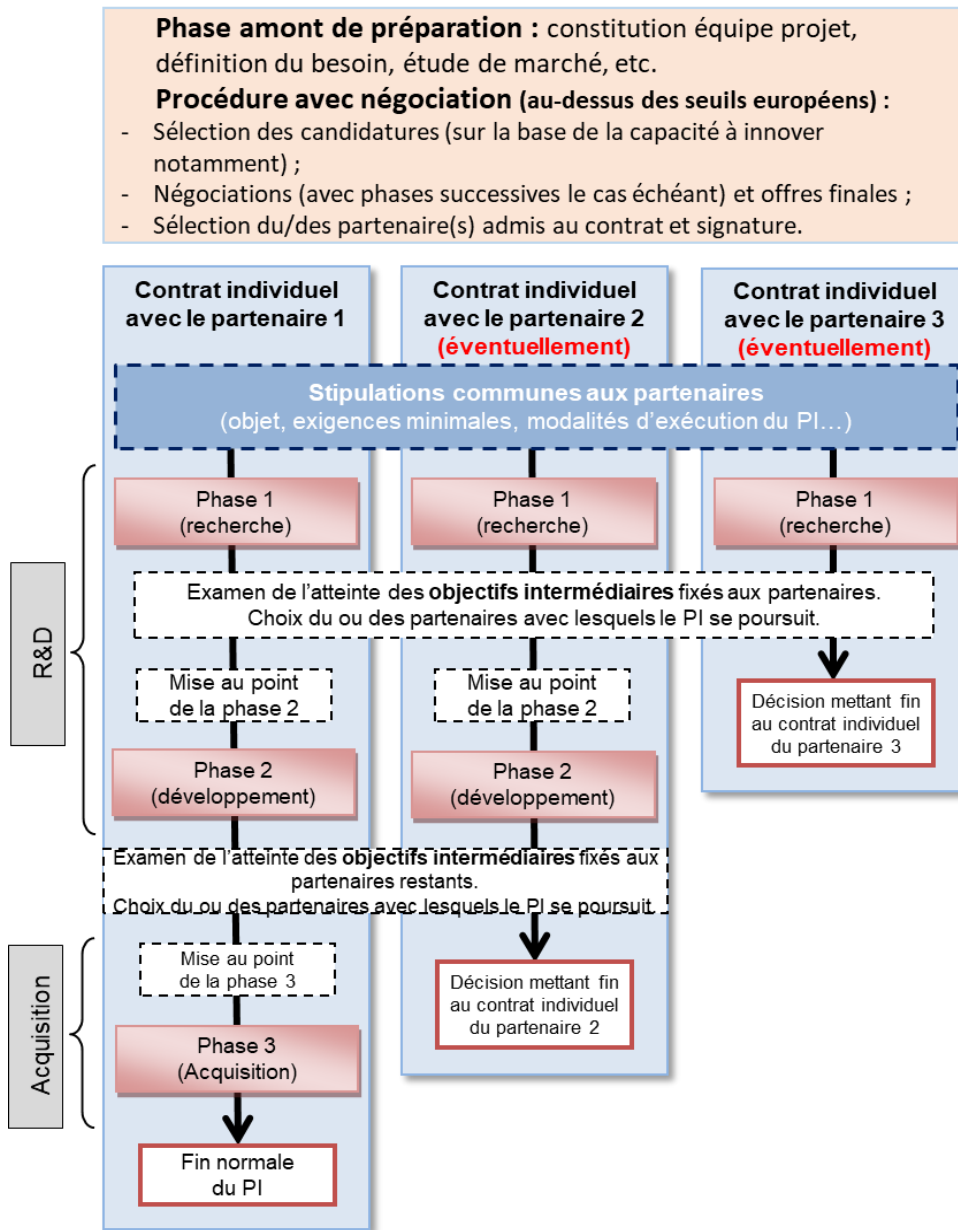 Phase amont de préparation : constitution équipe projet,
définition du besoin, étude de marché, etc.
Procédure avec négociation (au-dessus des seuils européens) :
- Sélection des candidatures (sur la base de la capacité à innover
notamment) ;
- Négociations (avec phases successives le cas échéant) et offres finales ;
- Sélection du/des partenaire(s) admis au contrat et signature.
Contrat individuel
avec le partenaire 1
Contrat individuel
avec le partenaire 2
(éventuellement)
Contrat individuel
avec le partenaire 3
(éventuellement)
Stipulations communes aux partenaires
(objet, exigences minimales, modalités d'exécution du PI…)
R&D
Phase 1
(recherche)
Phase 1
(recherche)
Phase 1
(recherche)
Examen de l'atteinte des objectifs intermédiaires fixés aux partenaires.
Choix du ou des partenaires avec lesquels le PI se poursuit.
Mise au point
de la phase 2
Mise au point
de la phase 2
Décision mettant fin
au contrat individuel
du partenaire 3
Phase 2
(développement)
Phase 2
(développement)
Examen de l'atteinte des objectifs intermédiaires fixés aux
partenaires restants.
Choix du ou des partenaires avec lesquels le PI se poursuit.
Acquisition
Mise au point
de la phase 3
Décision mettant fin
au contrat individuel
du partenaire 2
Phase 3
(Acquisition)
Fin normale
du PI